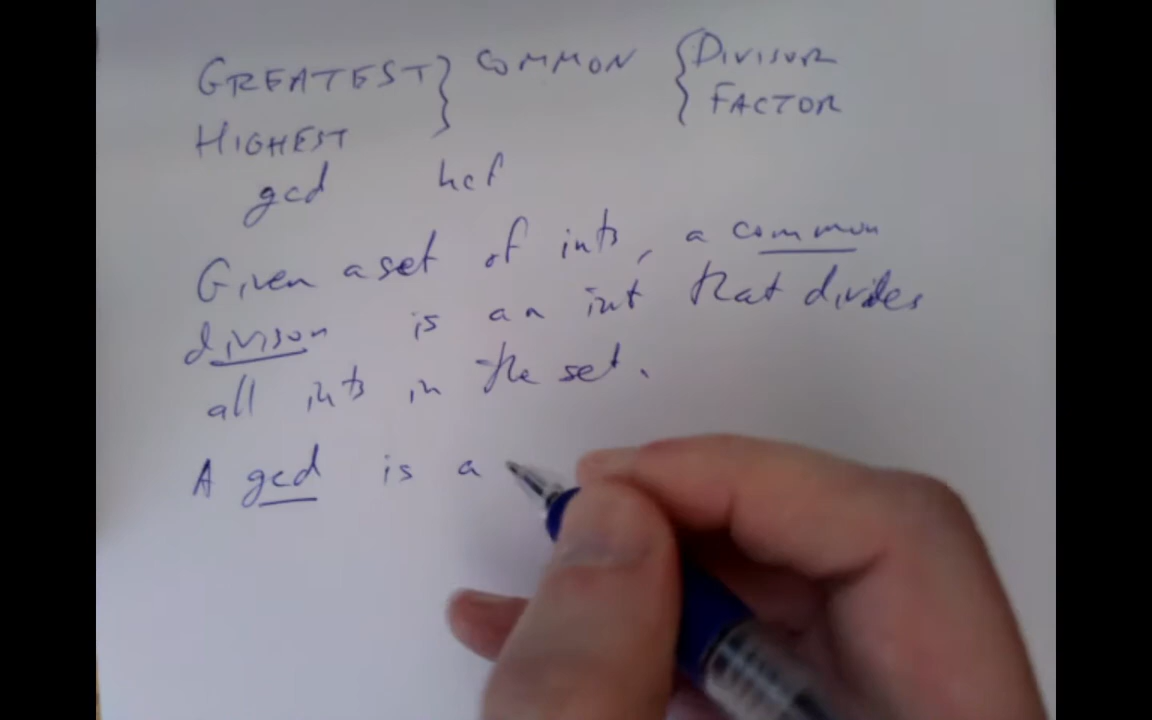 GREATEST } COMMON { DIVISOR
HIGHEST } { FACTOR
gcd hcf
Given a set of ints, a common
divisor is an int that divides
all ints in the set.
A gcd is a